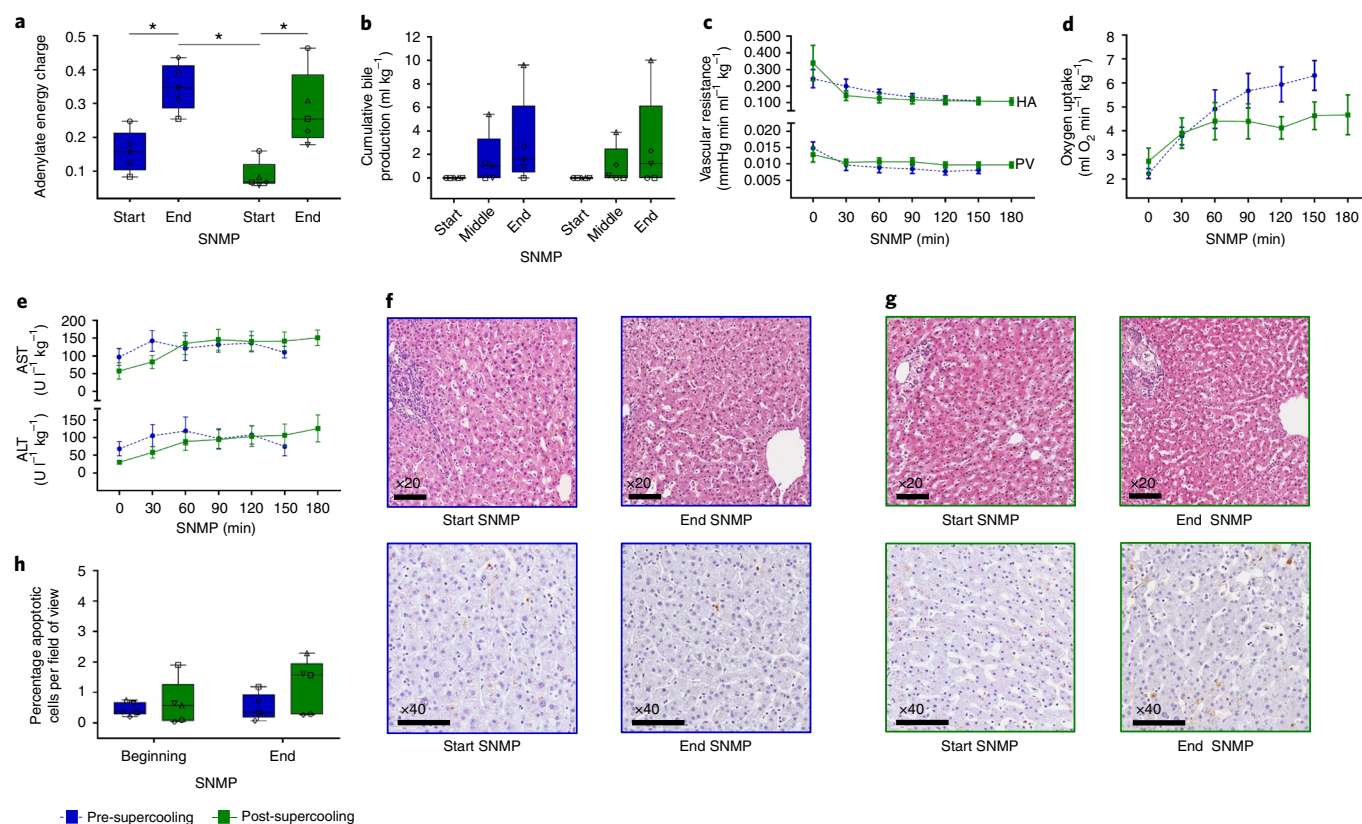 a
Adenylate energy charge
0.5
0.4
0.3
0.2
0.1
* * *
Start End Start End
SNMP
b
Cumulative bile
production (ml kg⁻¹)
12
10
8
6
4
2
0
Start Middle End Start Middle End
SNMP
c
Vascular resistance
(mmHg min ml⁻¹ kg⁻¹)
0.500
0.300
0.200
0.100
HA
0.020
0.010
0.005
PV
0 30 60 90 120 150 180
SNMP (min)
d
Oxygen uptake
(ml O₂ min⁻¹ kg⁻¹)
8
7
6
5
4
3
2
0 30 60 90 120 150 180
SNMP (min)
e
AST
(U l⁻¹ kg⁻¹)
200
150
100
50
0
ALT
(U l⁻¹ kg⁻¹)
150
100
50
0
0 30 60 90 120 150 180
SNMP (min)
f
×20
Start SNMP
×20
End SNMP
×40
Start SNMP
×40
End SNMP
g
×20
Start SNMP
×20
End SNMP
×40
Start SNMP
×40
End SNMP
h
Percentage apoptotic
cells per field of view
5
4
3
2
1
0
Beginning End
SNMP
Pre-supercooling Post-supercooling